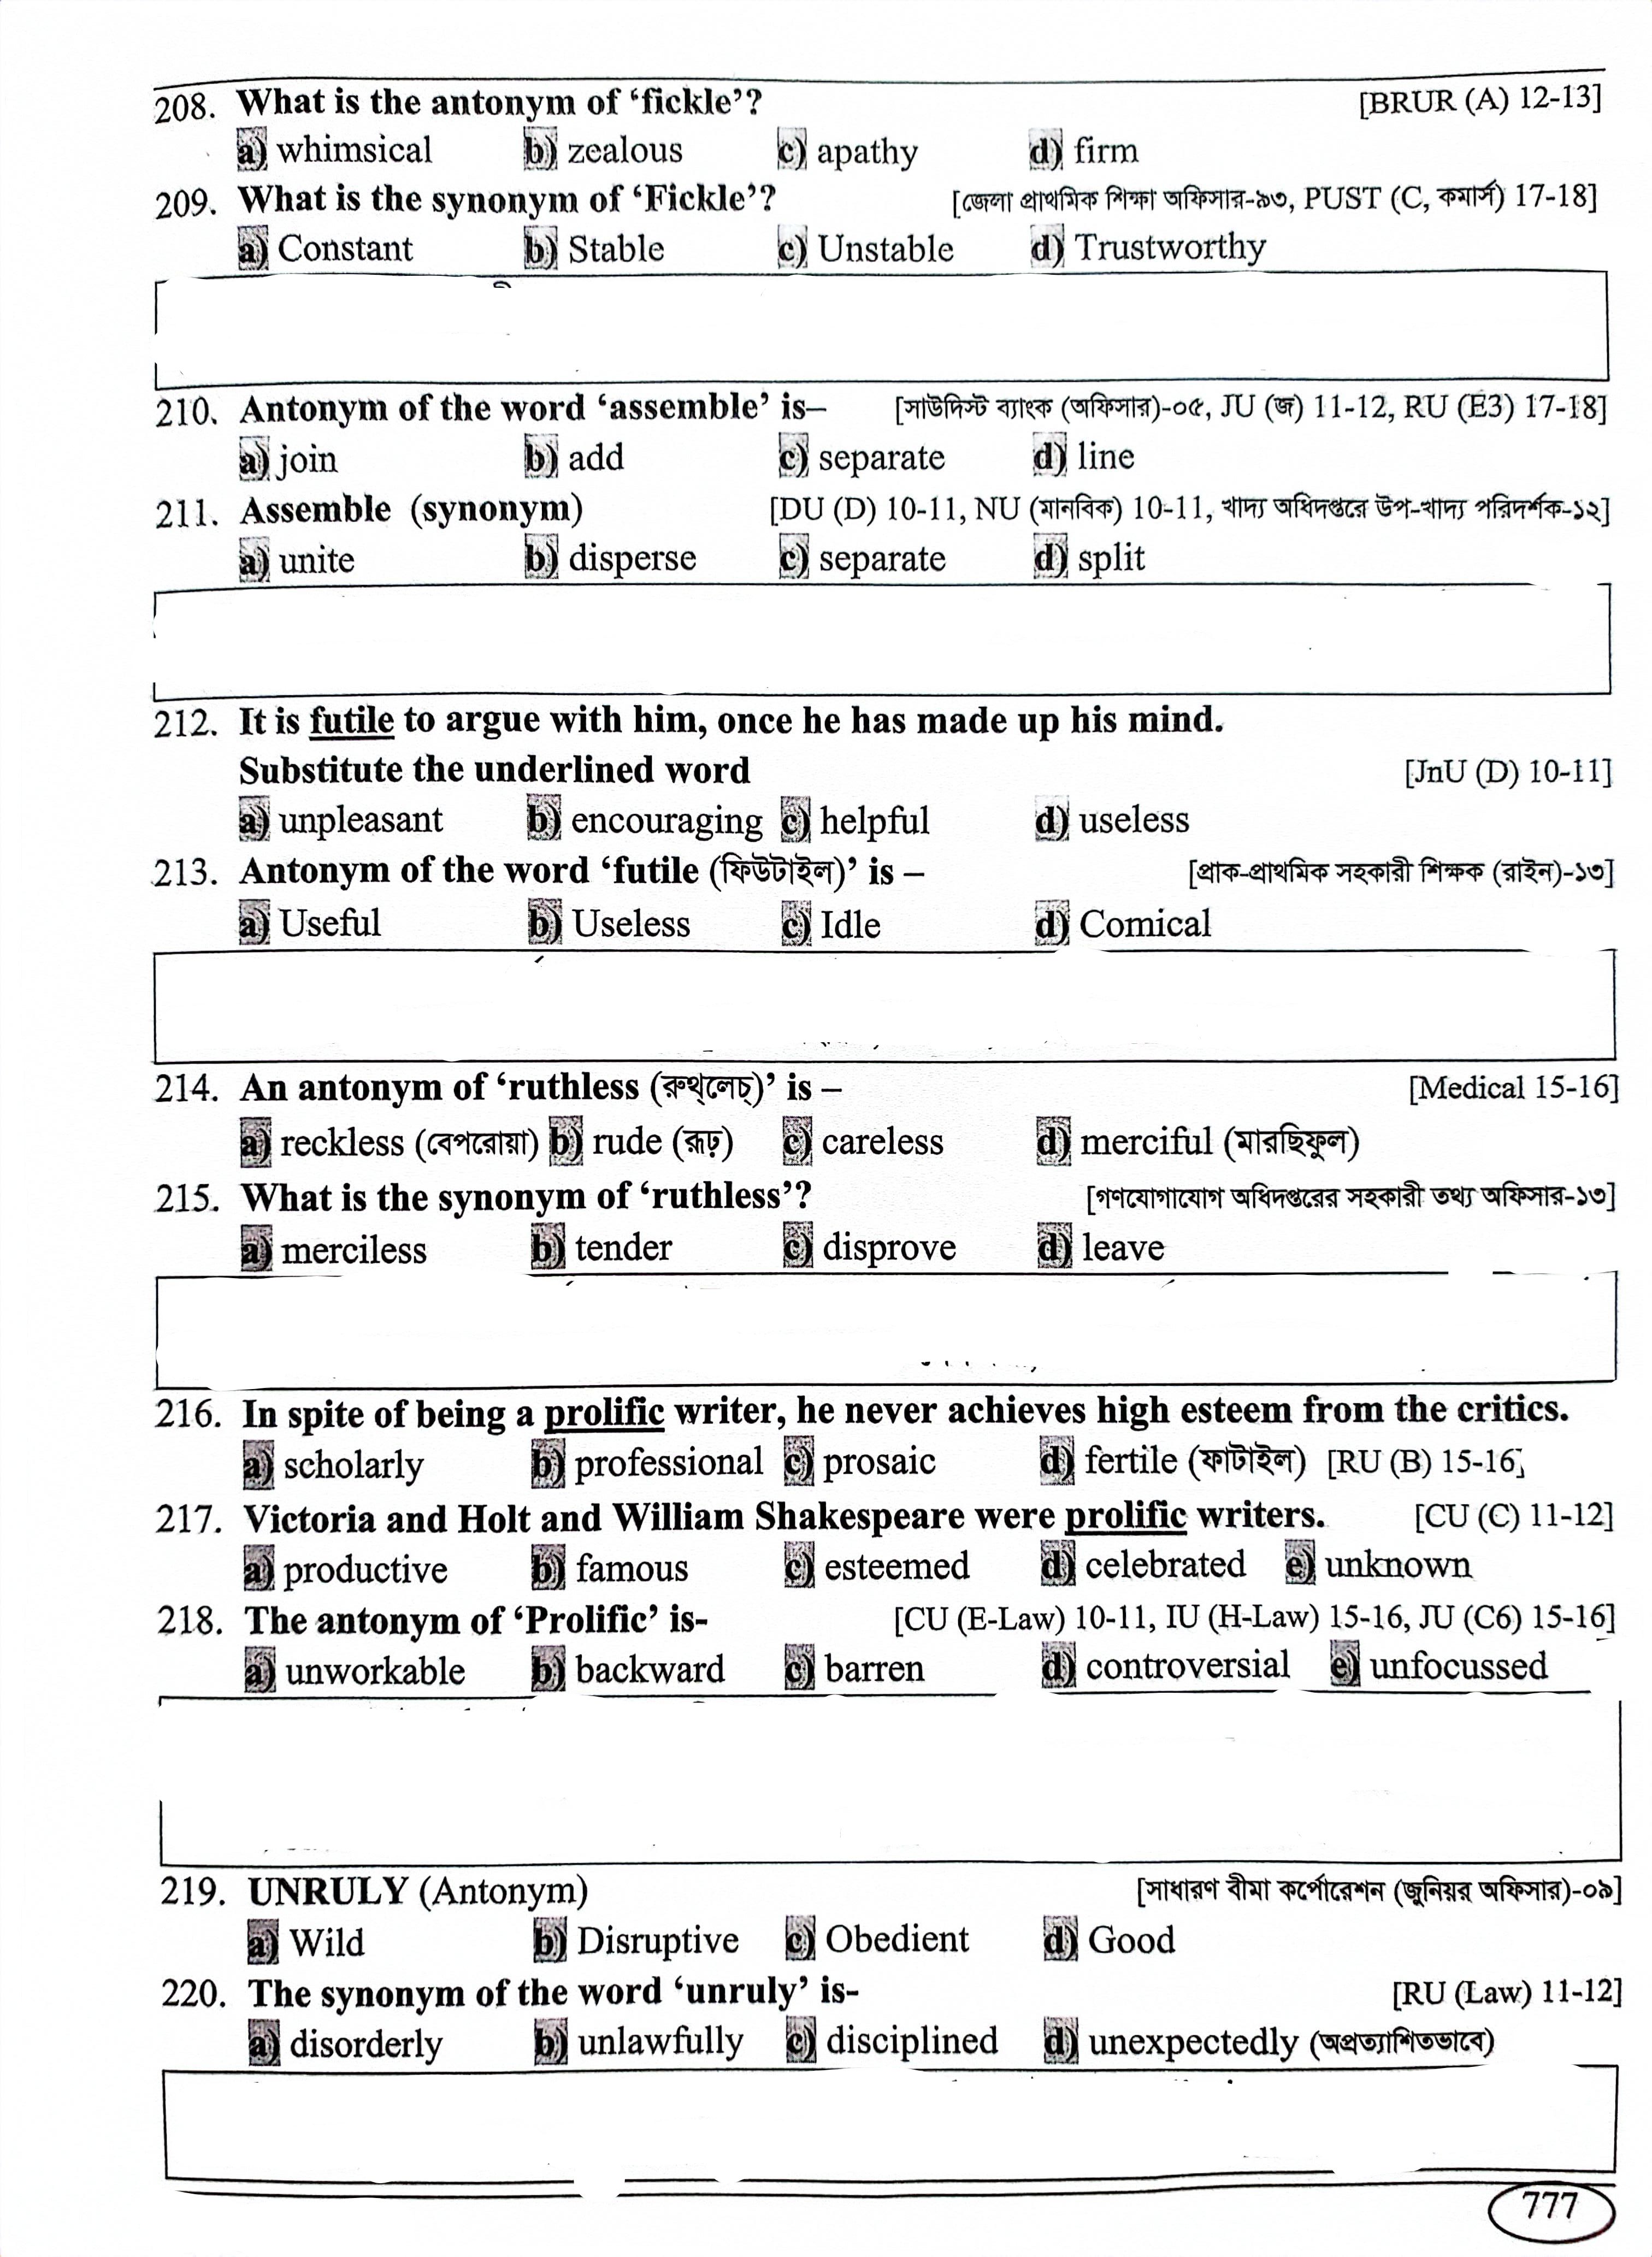 208. What is the antonym of ‘fickle’? [BRUR (A) 12-13]
a) whimsical b) zealous c) apathy d) firm
209. What is the synonym of ‘Fickle’? [জেলা প্রাথমিক শিক্ষা অফিসার-৯৩, PUST (C, কমার্স) 17-18]
a) Constant b) Stable c) Unstable d) Trustworthy
210. Antonym of the word ‘assemble’ is– [সাউদিস্ট ব্যাংক (অফিসার)-০৫, JU (জ) 11-12, RU (E3) 17-18]
a) join b) add c) separate d) line
211. Assemble (synonym) [DU (D) 10-11, NU (মানবিক) 10-11, খাদ্য অধিদপ্তরে উপ-খাদ্য পরিদর্শক-১২]
a) unite b) disperse c) separate d) split
212. It is futile to argue with him, once he has made up his mind.
Substitute the underlined word [JnU (D) 10-11]
a) unpleasant b) encouraging c) helpful d) useless
213. Antonym of the word ‘futile (ফিউটাইল)’ is – [প্রাক-প্রাথমিক সহকারী শিক্ষক (রাইন)-১৩]
a) Useful b) Useless c) Idle d) Comical
214. An antonym of ‘ruthless (রুথ্লেচ্)’ is – [Medical 15-16]
a) reckless (বেপরোয়া) b) rude (রূঢ়) c) careless d) merciful (মারছিফুল)
215. What is the synonym of ‘ruthless’? [গণযোগাযোগ অধিদপ্তরের সহকারী তথ্য অফিসার-১৩]
a) merciless b) tender c) disprove d) leave
216. In spite of being a prolific writer, he never achieves high esteem from the critics.
a) scholarly b) professional c) prosaic d) fertile (ফার্টাইল) [RU (B) 15-16]
217. Victoria and Holt and William Shakespeare were prolific writers. [CU (C) 11-12]
a) productive b) famous c) esteemed d) celebrated e) unknown
218. The antonym of ‘Prolific’ is- [CU (E-Law) 10-11, IU (H-Law) 15-16, JU (C6) 15-16]
a) unworkable b) backward c) barren d) controversial e) unfocussed
219. UNRULY (Antonym) [সাধারণ বীমা কর্পোরেশন (জুনিয়র অফিসার)-০৯]
a) Wild b) Disruptive c) Obedient d) Good
220. The synonym of the word ‘unruly’ is- [RU (Law) 11-12]
a) disorderly b) unlawfully c) disciplined d) unexpectedly (অপ্রত্যাশিতভাবে)
777